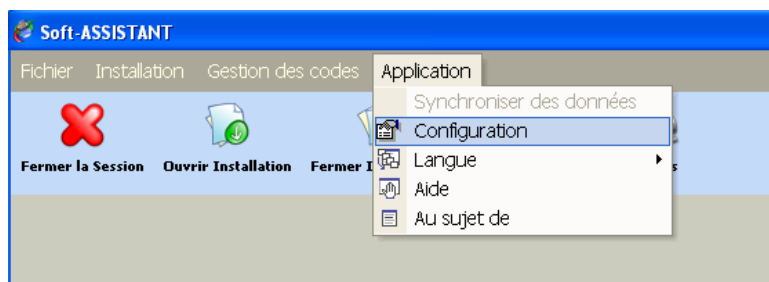 Soft-ASSISTANT
Fichier Installation Gestion des codes Application
Synchroniser des données
Configuration
Langue
Aide
Au sujet de
Fermer la Session Ouvrir Installation Fermer